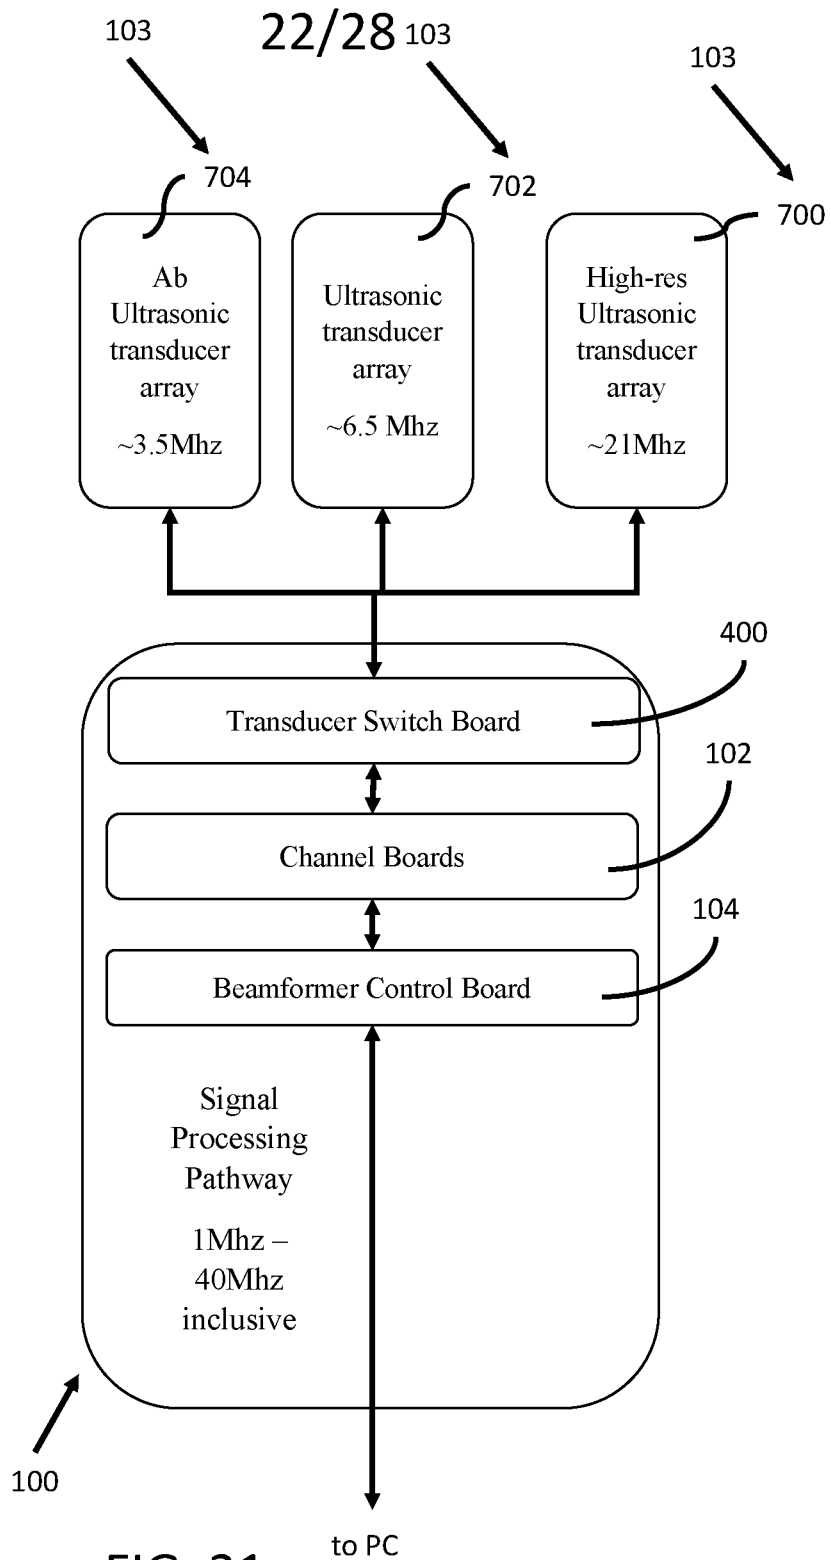 22/28
103
103
103
704
702
700
Ab
Ultrasonic
transducer
array
~3.5Mhz
Ultrasonic
transducer
array
~6.5 Mhz
High-res
Ultrasonic
transducer
array
~21Mhz
400
Transducer Switch Board
102
Channel Boards
104
Beamformer Control Board
Signal
Processing
Pathway
1Mhz –
40Mhz
inclusive
100
to PC